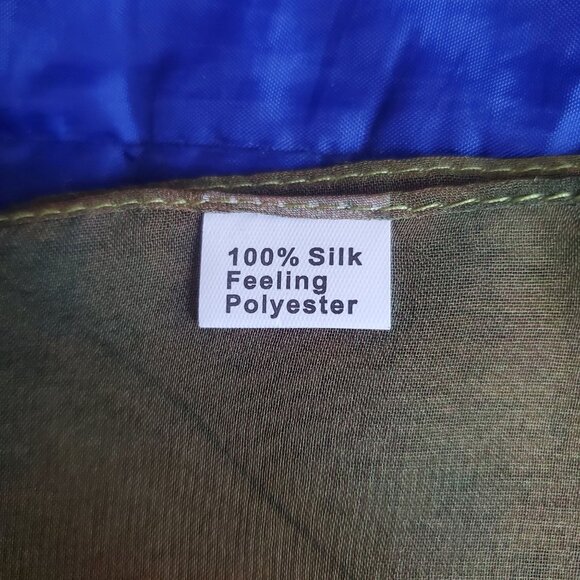 100% Silk
Feeling
Polyester